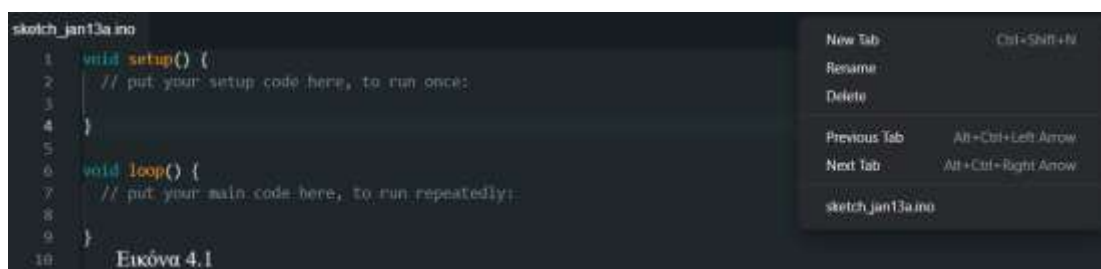 sketch_jan13a.ino
1 void setup() {
2 // put your setup code here, to run once:
3
4 }
5
6 void loop() {
7 // put your main code here, to run repeatedly:
8
9 }
10
Εικόνα 4.1
New Tab Ctrl+Shift+N
Rename
Delete
Previous Tab Alt+Ctrl+Left Arrow
Next Tab Alt+Ctrl+Right Arrow
sketch_jan13a.ino